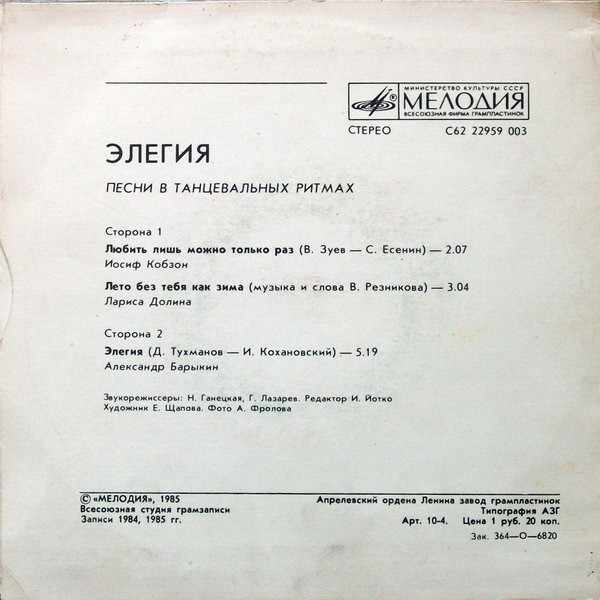 МИНИСТЕРСТВО КУЛЬТУРЫ СССР
МЕЛОДИЯ
ВСЕСОЮЗНАЯ ФИРМА ГРАМПЛАСТИНОК
СТЕРЕО С62 22959 003
ЭЛЕГИЯ
ПЕСНИ В ТАНЦЕВАЛЬНЫХ РИТМАХ
Сторона 1
Любить лишь можно только раз (В. Зуев — С. Есенин) — 2.07
Иосиф Кобзон
Лето без тебя как зима (музыка и слова В. Резникова) — 3.04
Лариса Долина
Сторона 2
Элегия (Д. Тухманов — И. Кохановский) — 5.19
Александр Барыкин
Звукорежиссеры: Н. Ганецкая, Г. Лазарев. Редактор И. Йотко
Художник Е. Щапова. Фото А. Фролова
© «МЕЛОДИЯ», 1985 Апрелевский ордена Ленина завод грампластинок
Всесоюзная студия грамзаписи Типография АЗГ
Записи 1984, 1985 гг. Арт. 10-4. Цена 1 руб. 20 коп.
Зак. 364—О—6820